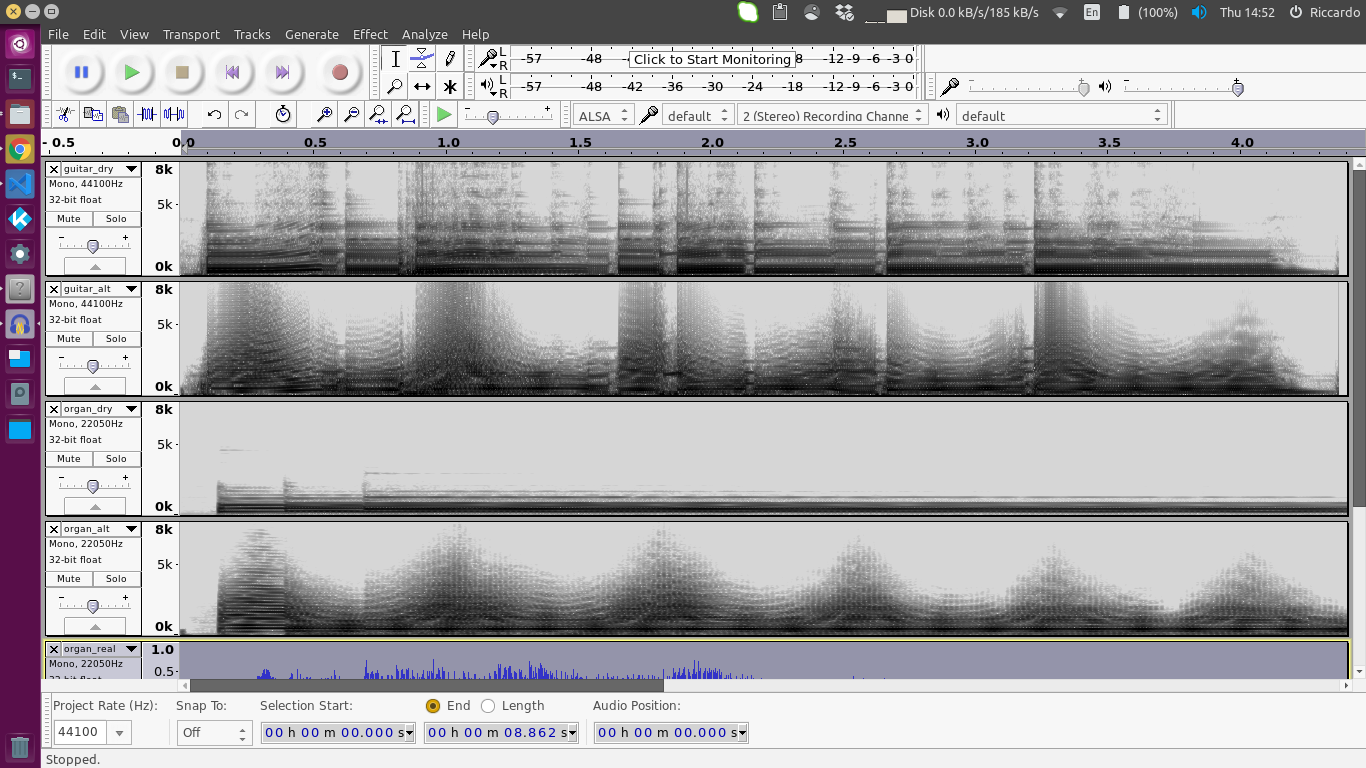 Disk 0.0 kB/s/185 kB/s En (100%) Thu 14:52 Riccardo
File Edit View Transport Tracks Generate Effect Analyze Help
L -57 -48 Click to Start Monitoring 8 -12 -9 -6 -3 0
R
L -57 -48 -42 -36 -30 -24 -18 -12 -9 -6 -3 0
R
ALSA default 2 (Stereo) Recording Channe default
- 0.5 0.0 0.5 1.0 1.5 2.0 2.5 3.0 3.5 4.0
X guitar_dry 8k
Mono, 44100Hz
32-bit float 5k
Mute Solo
- +
0k
X guitar_alt 8k
Mono, 44100Hz
32-bit float 5k
Mute Solo
- +
0k
X organ_dry 8k
Mono, 22050Hz
32-bit float 5k
Mute Solo
- +
0k
X organ_alt 8k
Mono, 22050Hz
32-bit float 5k
Mute Solo
- +
0k
X organ_real 1.0
Mono, 22050Hz 0.5
Project Rate (Hz): Snap To: Selection Start: End Length Audio Position:
44100 Off 00 h 00 m 00.000 s 00 h 00 m 08.862 s 00 h 00 m 00.000 s
Stopped.